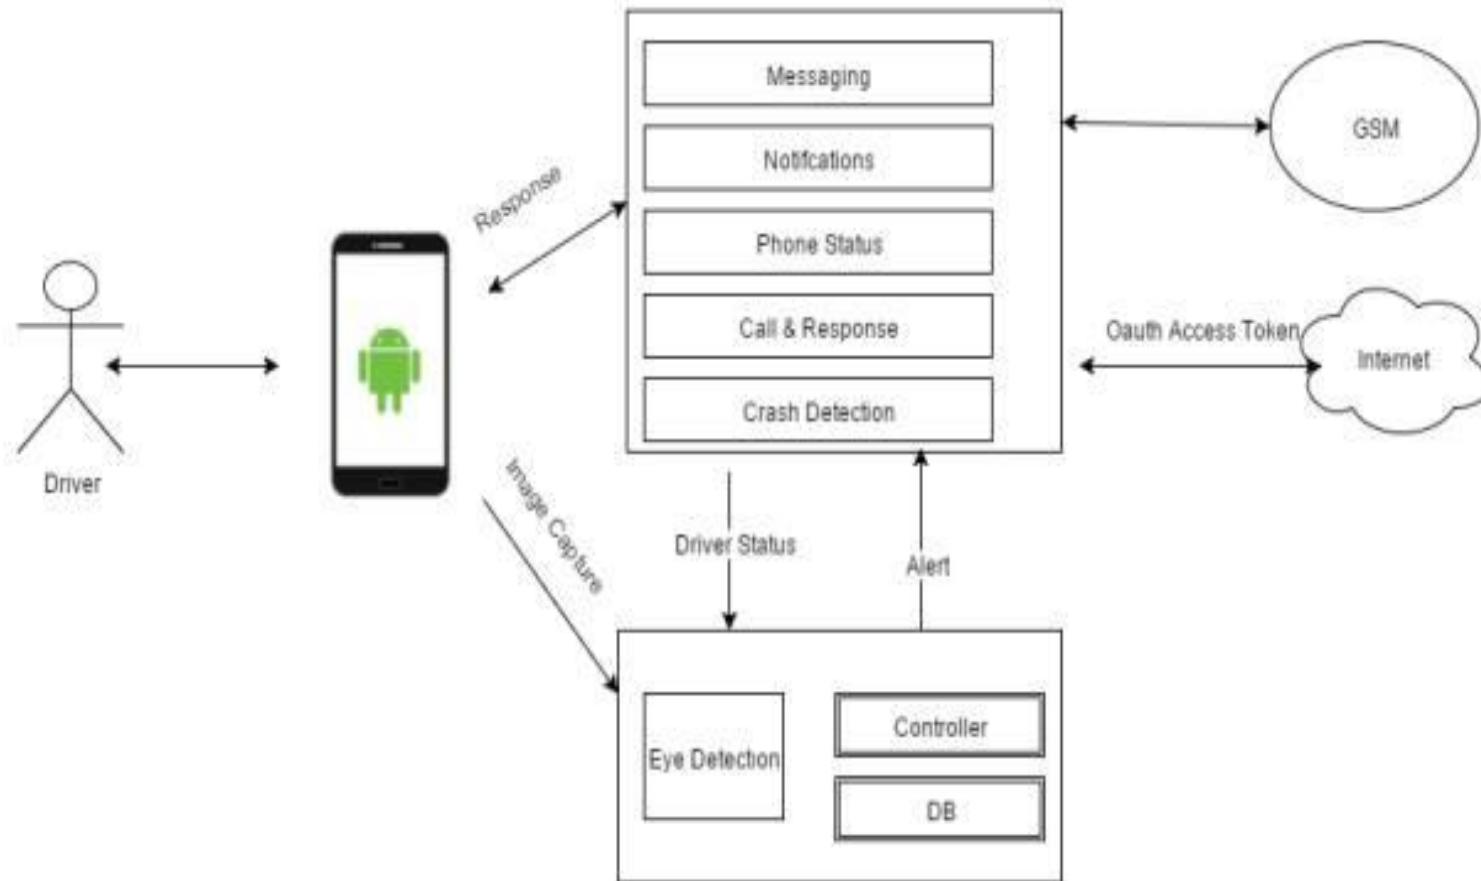 Messaging
Notifcations
Phone Status
Call & Response
Crash Detection
GSM
Response
Oauth Access Token
Internet
Driver
Image Capture
Driver Status
Alert
Eye Detection
Controller
DB